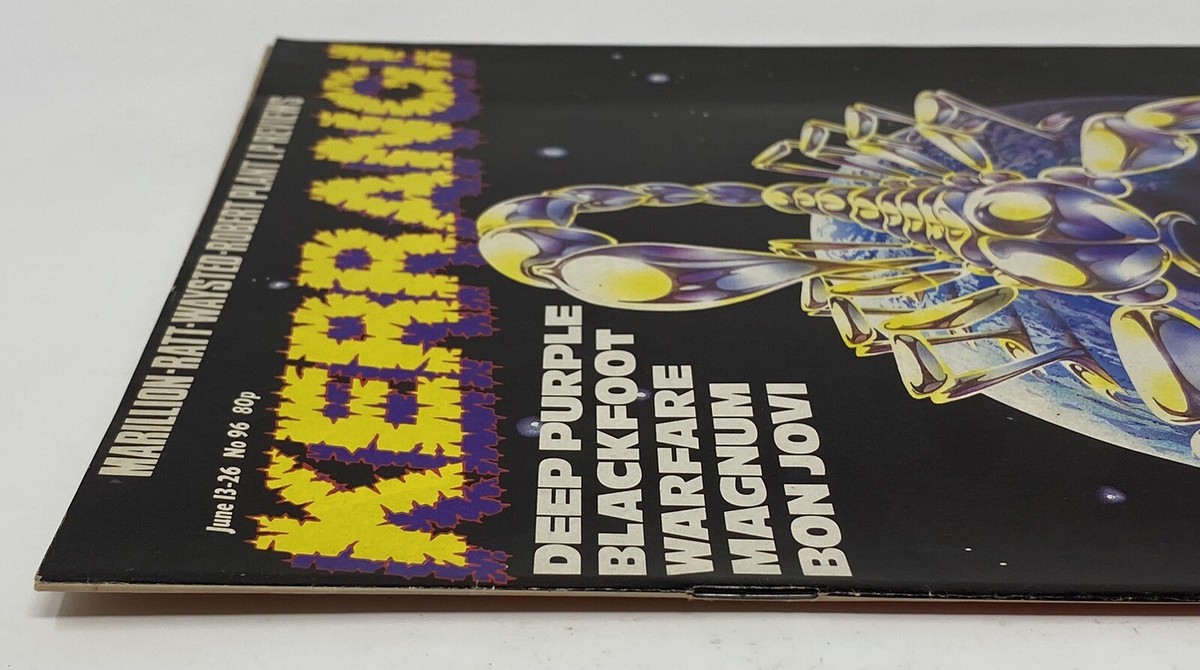 MARILLION·RATT·WAYSTED·ROBERT PLANT LP REVIEWS
KERRANG!
June 13-26 No 96 80p
DEEP PURPLE
BLACKFOOT
WARFARE
MAGNUM
BON JOVI